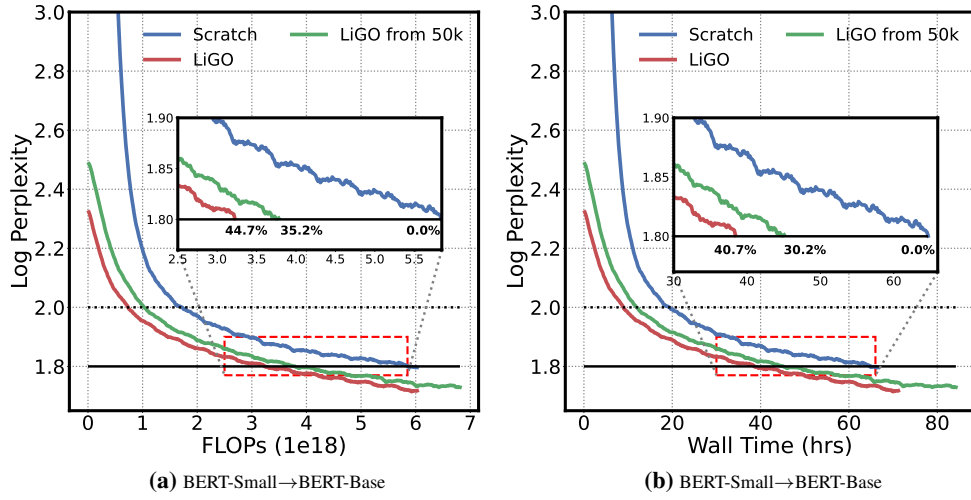 3.0
2.8
2.6
2.4
2.2
2.0
1.8
Log Perplexity
Scratch
LiGO
LiGO from 50k
1.90
1.85
1.80
44.7% 35.2% 0.0%
2.5 3.0 3.5 4.0 4.5 5.0 5.5
0 1 2 3 4 5 6 7
FLOPs (1e18)
(a) BERT-Small→BERT-Base
3.0
2.8
2.6
2.4
2.2
2.0
1.8
Log Perplexity
Scratch
LiGO
LiGO from 50k
1.90
1.85
1.80
40.7% 30.2% 0.0%
30 40 50 60
0 20 40 60 80
Wall Time (hrs)
(b) BERT-Small→BERT-Base